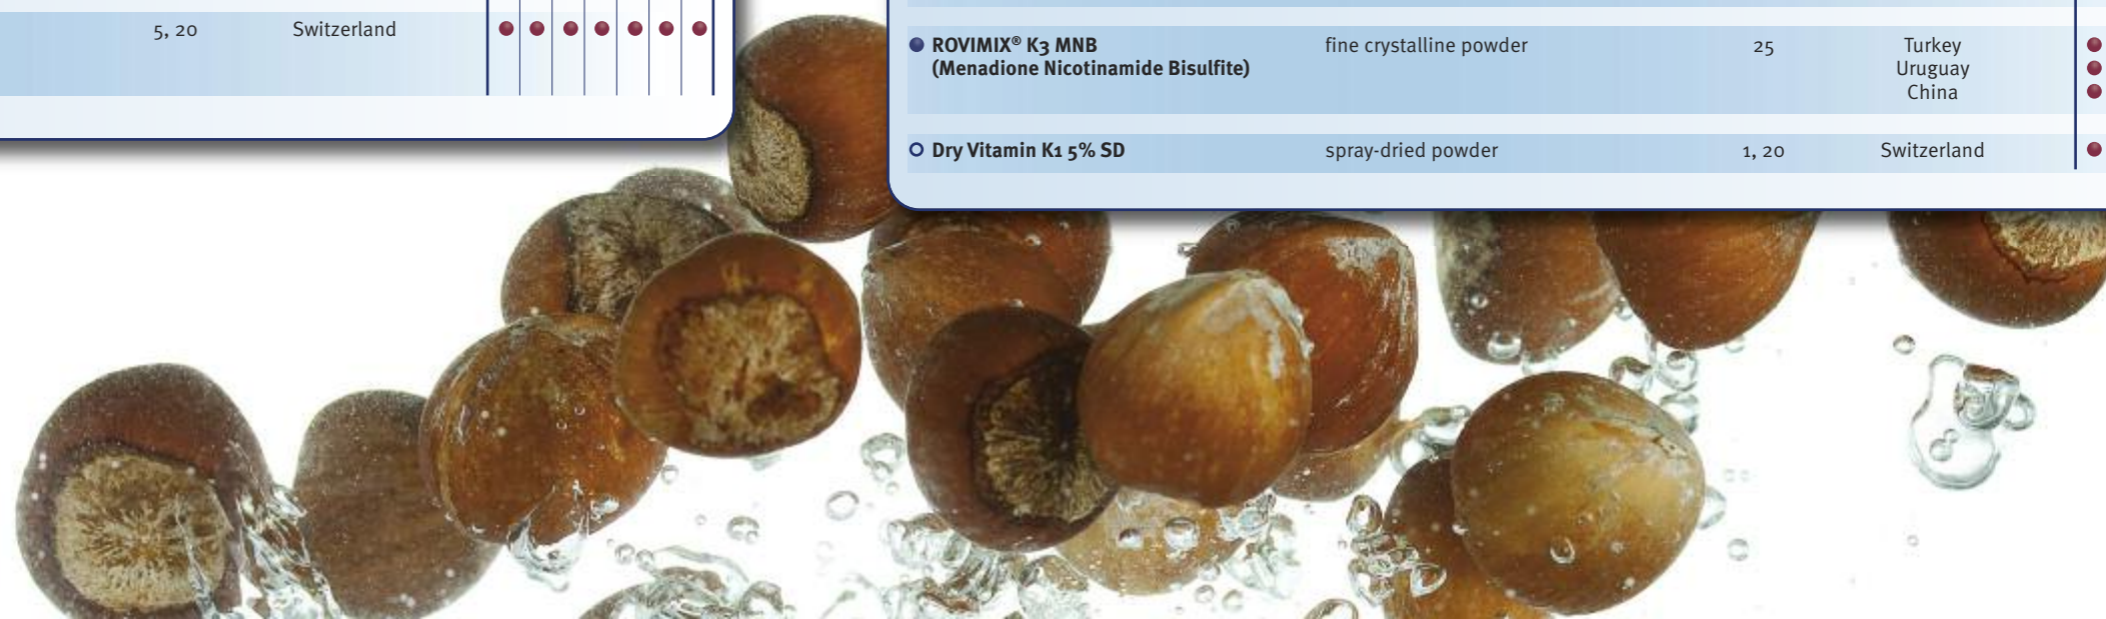 5, 20 Switzerland
ROVIMIX® K3 MNB fine crystalline powder 25 Turkey
(Menadione Nicotinamide Bisulfite) Uruguay
China
Dry Vitamin K1 5% SD spray-dried powder 1, 20 Switzerland